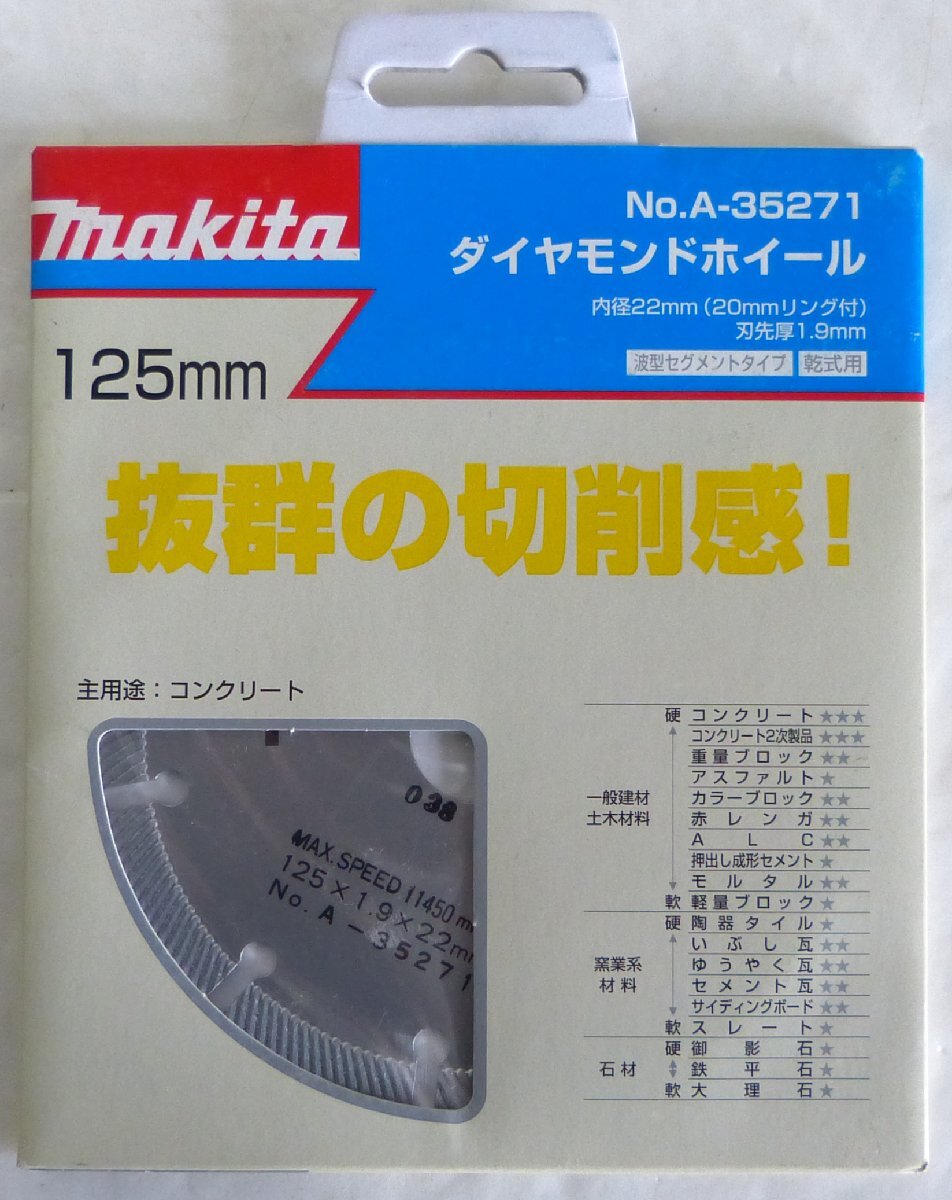 makita
No.A-35271
ダイヤモンドホイール
内径22mm（20mmリング付）
刃先厚1.9mm
波型セグメントタイプ 乾式用
125mm
抜群の切削感！
主用途：コンクリート
038
MAX.SPEED 11450 m
125×1.9×22m
No. A-35271
一般建材
土木材料
硬 コンクリート★★★
コンクリート2次製品★★★
重量ブロック★★
アスファルト★
カラーブロック★★
赤レンガ★★
ALC★★
押出し成形セメント★
モルタル★★
軟 軽量ブロック★
窯業系
材料
硬 陶器タイル★
いぶし瓦★★
ゆうやく瓦★★
セメント瓦★★
サイディングボード★★
軟 スレート★
石材
硬 御影石★
鉄平石★
軟 大理石★